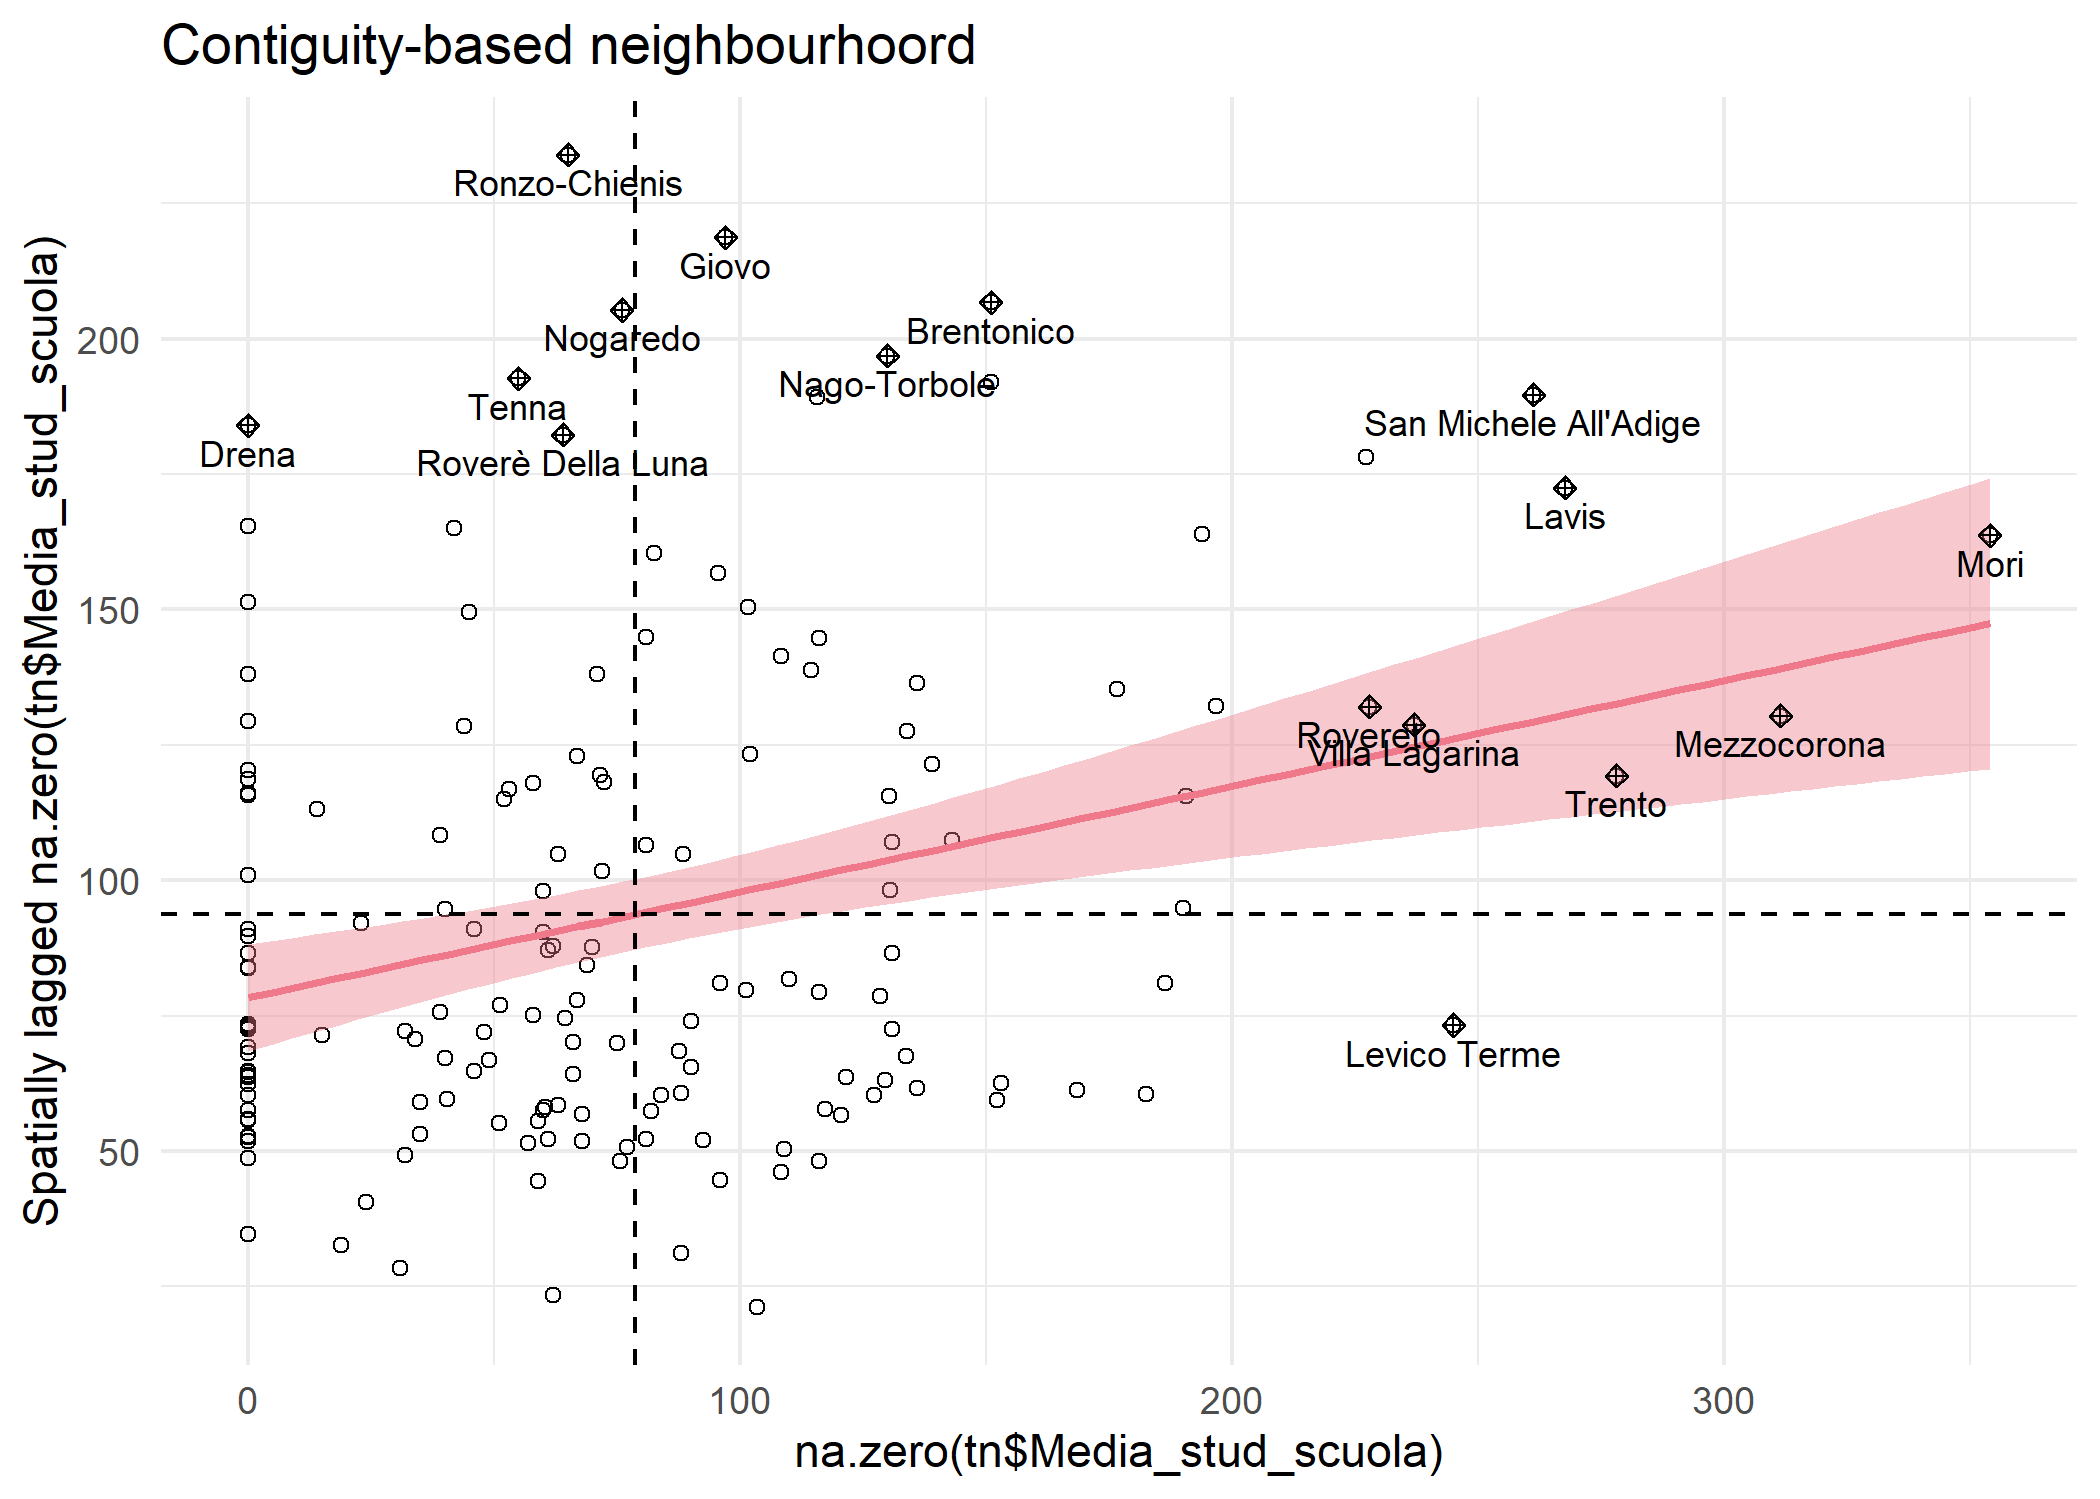 Contiguity-based neighbourhoord
Spatially lagged na.zero(tn$Media_stud_scuola)
200
150
100
50
Ronzo-Chienis
Giovo
Nogaredo
Brentonico
Nago-Torbole
Tenna
San Michele All'Adige
Drena
Roverè Della Luna
Lavis
Mori
Rovereto
Villa Lagarina
Mezzocorona
Trento
Levico Terme
0 100 200 300
na.zero(tn$Media_stud_scuola)